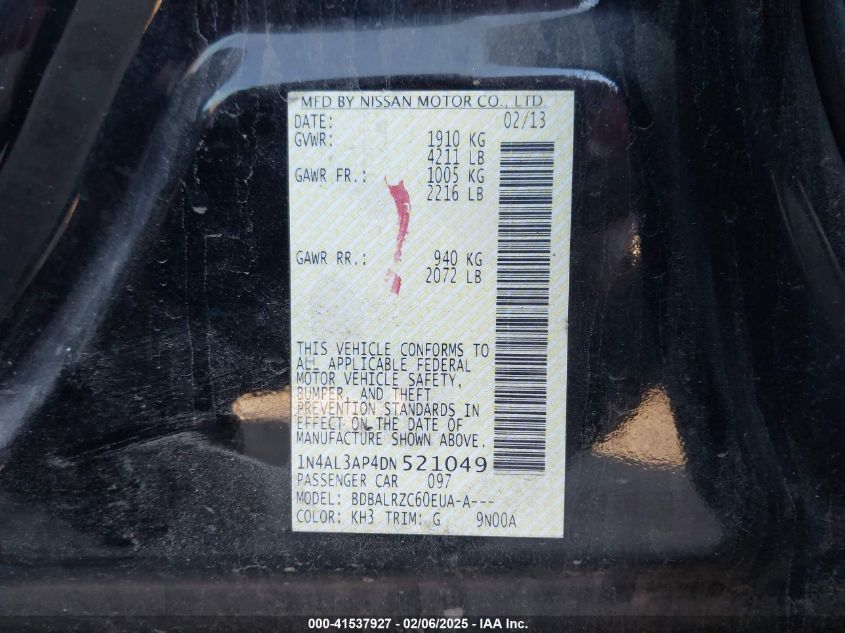 MFD BY NISSAN MOTOR CO., LTD.
DATE: 02/13
GVWR: 1910 KG
4211 LB
GAWR FR.: 1005 KG
2216 LB
GAWR RR.: 940 KG
2072 LB
THIS VEHICLE CONFORMS TO
ALL APPLICABLE FEDERAL
MOTOR VEHICLE SAFETY,
BUMPER, AND THEFT
PREVENTION STANDARDS IN
EFFECT ON THE DATE OF
MANUFACTURE SHOWN ABOVE.
1N4AL3AP4DN 521049
PASSENGER CAR 097
MODEL: BDBALRZC60EUA-A---
COLOR: KH3 TRIM: G 9N00A
000-41537927 - 02/06/2025 - IAA Inc.